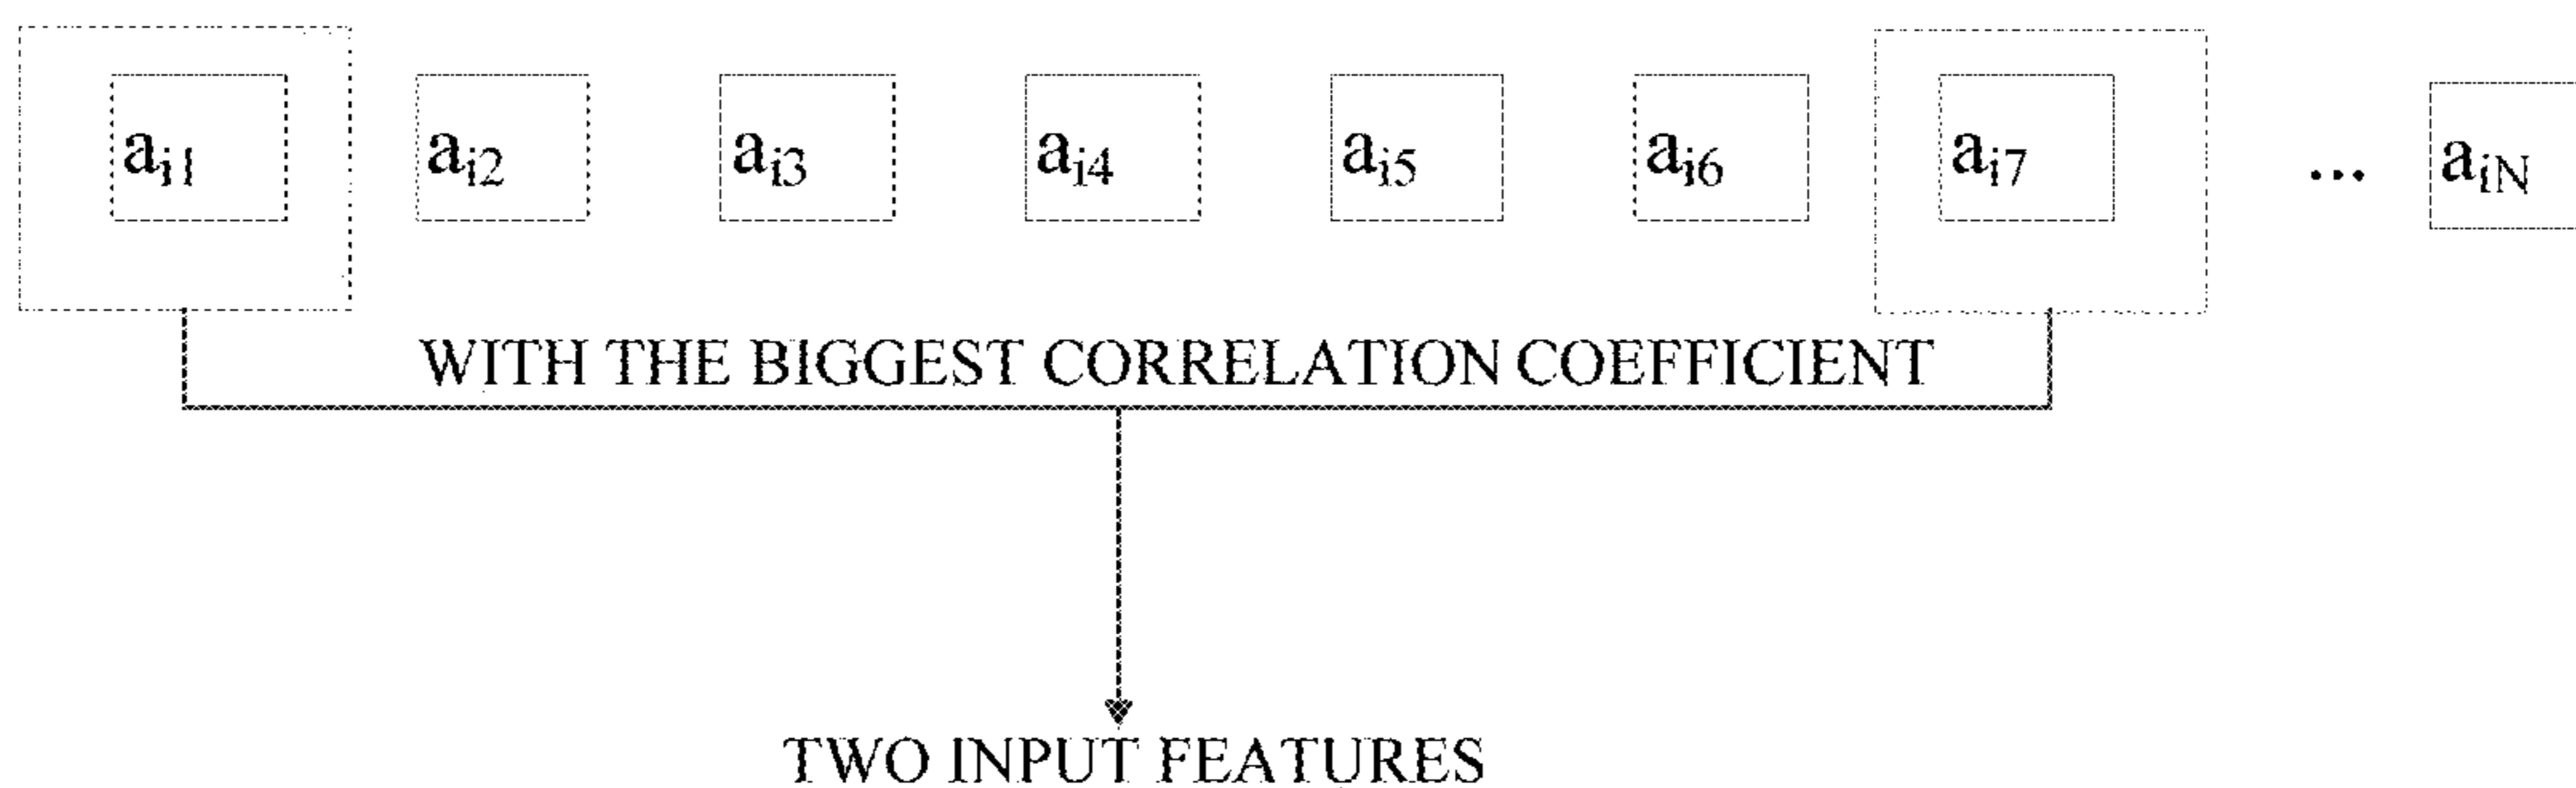 ai1 ai2 ai3 ai4 ai5 ai6 ai7 ... aiN
WITH THE BIGGEST CORRELATION COEFFICIENT
TWO INPUT FEATURES